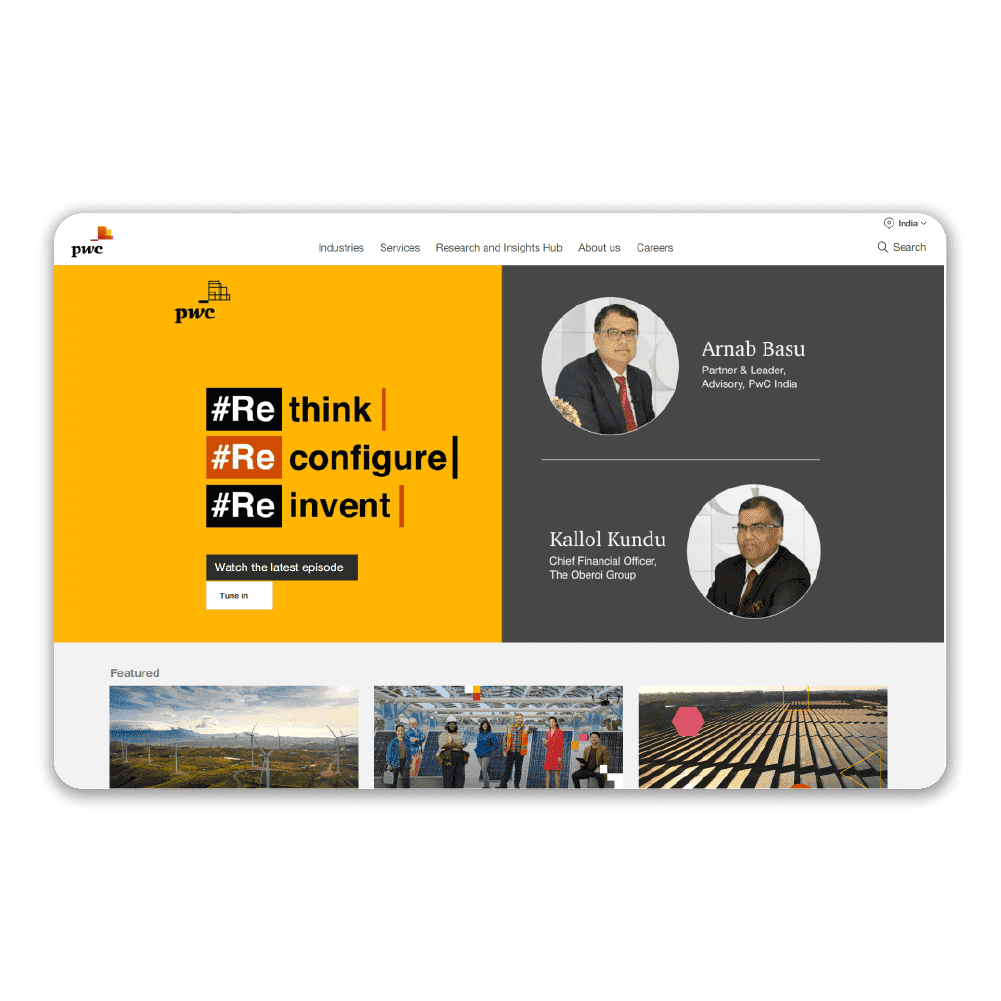 India
pwc
Industries Services Research and Insights Hub About us Careers
Search
pwc
#Re think
#Re configure
#Re invent
Watch the latest episode
Tune in
Arnab Basu
Partner & Leader,
Advisory, PwC India
Kallol Kundu
Chief Financial Officer,
The Oberoi Group
Featured